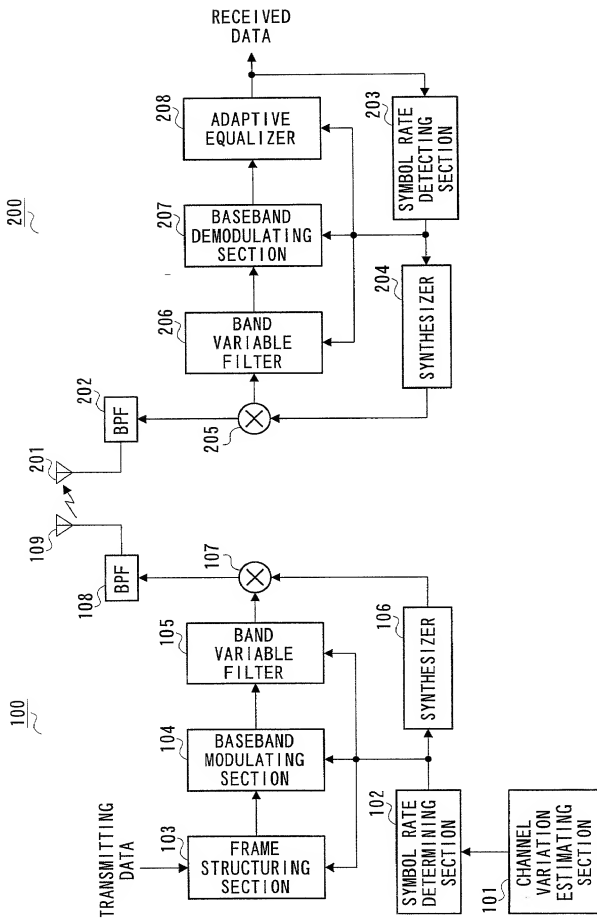 100
TRANSMITTING
DATA
103
FRAME
STRUCTURING
SECTION
104
BASEBAND
MODULATING
SECTION
105
BAND
VARIABLE
FILTER
107
108
BPF
109
101
CHANNEL
VARIATION
ESTIMATING
SECTION
102
SYMBOL RATE
DETERMINING
SECTION
106
SYNTHESIZER
200
201
202
BPF
205
206
BAND
VARIABLE
FILTER
207
BASEBAND
DEMODULATING
SECTION
208
ADAPTIVE
EQUALIZER
RECEIVED
DATA
203
SYMBOL RATE
DETECTING
SECTION
204
SYNTHESIZER